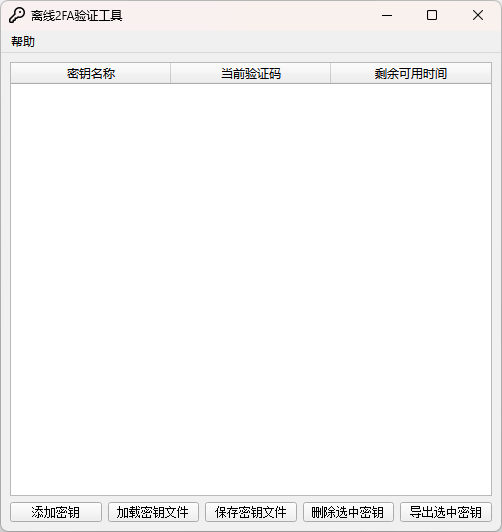 离线2FA验证工具
帮助
密钥名称 当前验证码 剩余可用时间
添加密钥 加载密钥文件 保存密钥文件 删除选中密钥 导出选中密钥